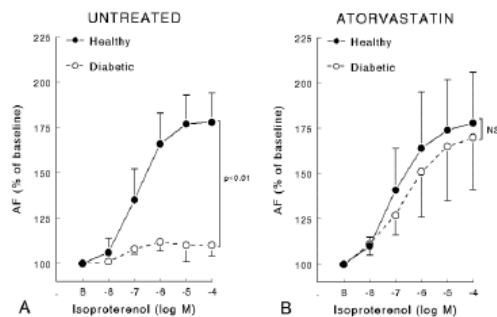 UNTREATED
Healthy
Diabetic
AF (% of baseline)
225
200
175
150
125
100
p<0.01
8 -8 -7 -6 -5 -4
A
Isoproterenol (log M)
ATORVASTATIN
Healthy
Diabetic
AF (% of baseline)
225
200
175
150
125
100
NS
8 -8 -7 -6 -5 -4
B
Isoproterenol (log M)